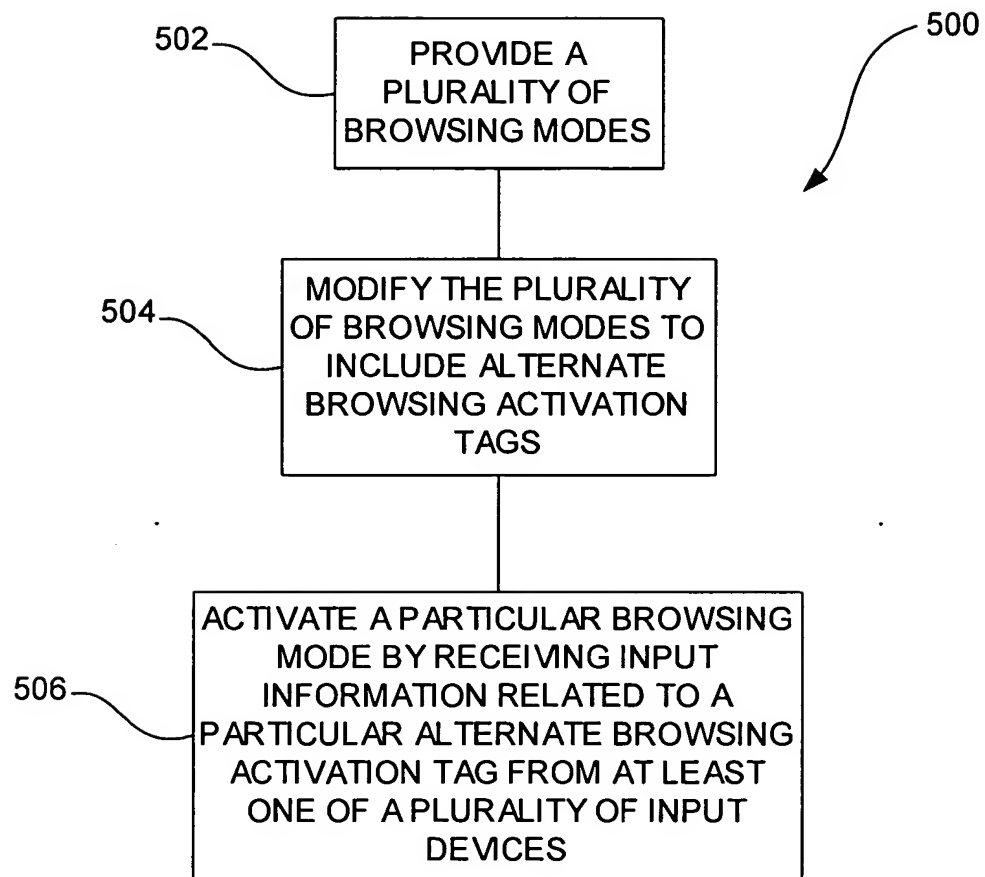 502
PROVIDE A
PLURALITY OF
BROWSING MODES
500
504
MODIFY THE PLURALITY
OF BROWSING MODES TO
INCLUDE ALTERNATE
BROWSING ACTIVATION
TAGS
506
ACTIVATE A PARTICULAR BROWSING
MODE BY RECEIVING INPUT
INFORMATION RELATED TO A
PARTICULAR ALTERNATE BROWSING
ACTIVATION TAG FROM AT LEAST
ONE OF A PLURALITY OF INPUT
DEVICES